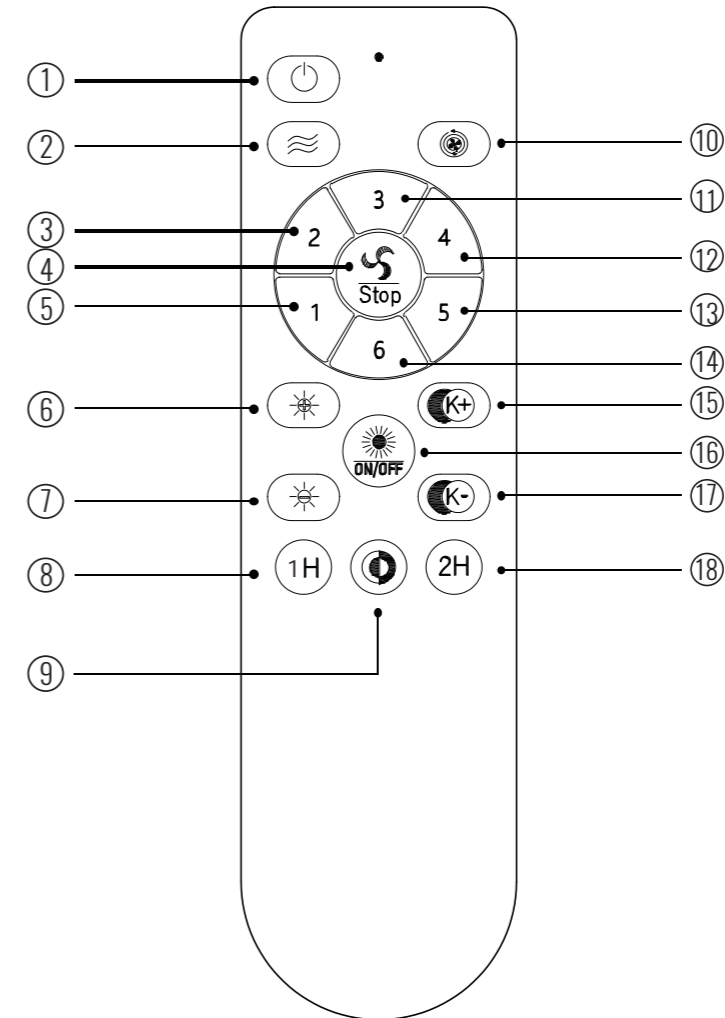 ①
② ⑩
3 ⑪
③ 2 4 ⑫
④ Stop
⑤ 1 5 ⑬
6 ⑭
⑥ K+ ⑮
ON/OFF ⑯
⑦ K- ⑰
⑧ 1H 2H ⑱
⑨